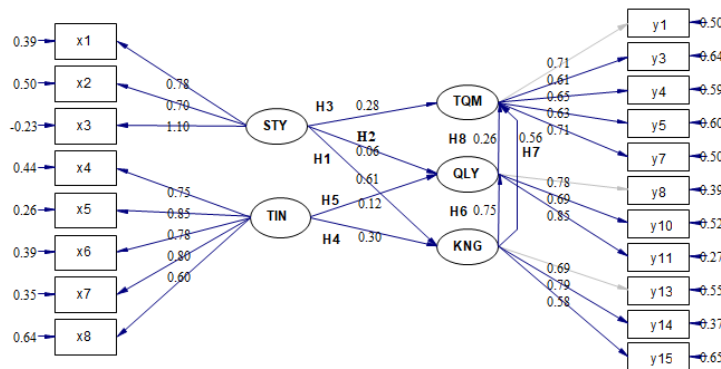 0.39 x1
0.50 x2
-0.23 x3
0.44 x4
0.26 x5
0.39 x6
0.35 x7
0.64 x8
0.78
0.70
1.10
0.75
0.85
0.78
0.80
0.60
STY
TIN
H3 0.28
H2
0.06
H1
0.61
H5
0.12
H4 0.30
TQM
QLY
KNG
H8 0.26
0.56
H7
H6 0.75
0.71
0.61
0.65
0.63
0.71
0.78
0.69
0.85
0.69
0.79
0.58
y1 0.50
y3 0.64
y4 0.59
y5 0.60
y7 0.50
y8 0.39
y10 0.52
y11 0.27
y13 0.55
y14 0.37
y15 0.65